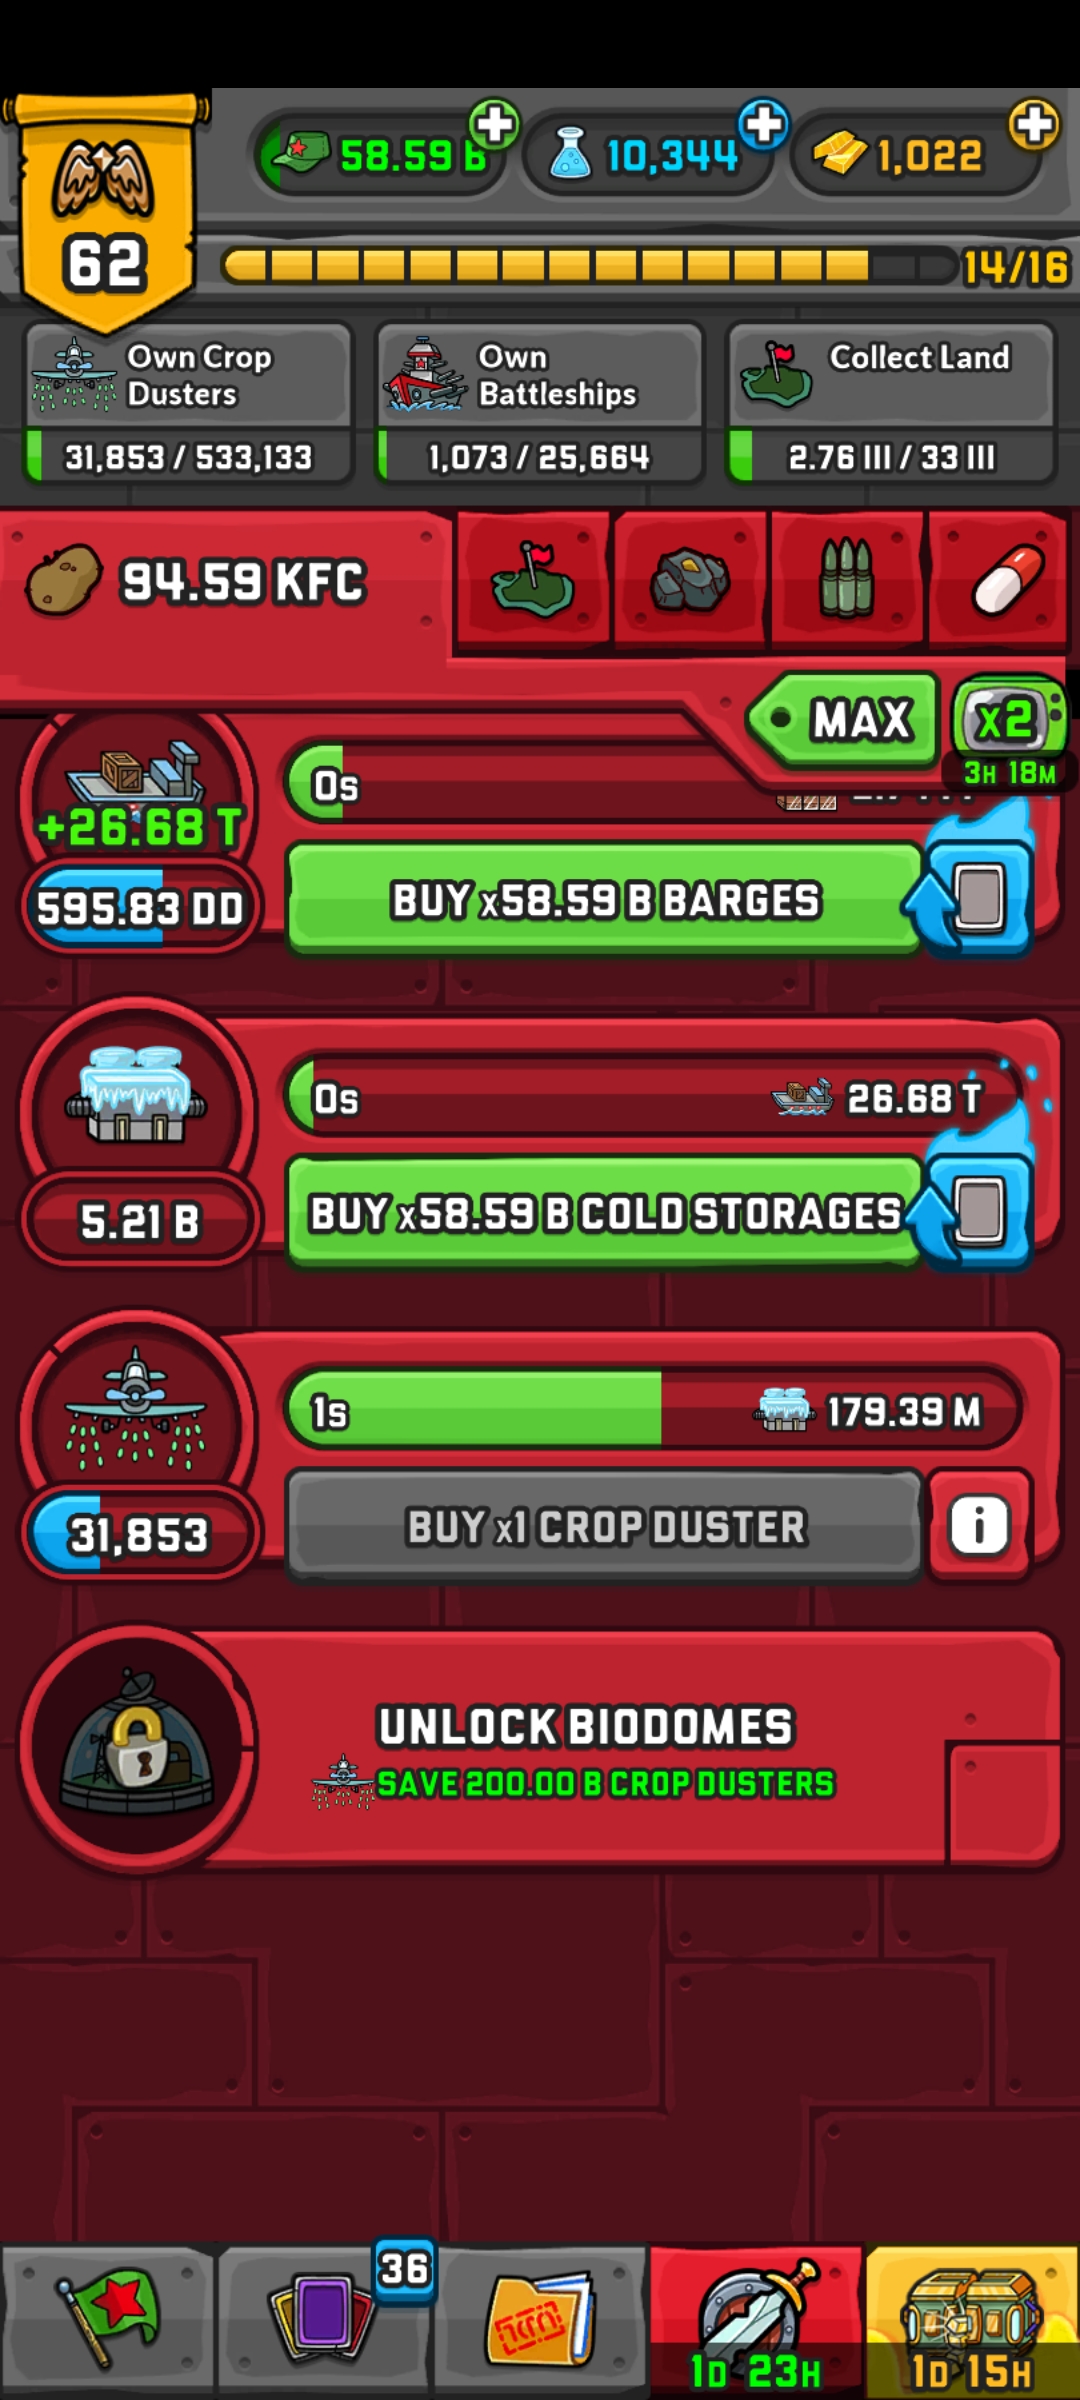 58.59 B
10,344
1,022
62
14/16
Own Crop
Dusters
31,853 / 533,133
Own
Battleships
1,073 / 25,664
Collect Land
2.76 III / 33 III
94.59 KFC
MAX
x2
3H 18M
0s
+26.68 T
595.83 DD
BUY x58.59 B BARGES
0s
26.68 T
5.21 B
BUY x58.59 B COLD STORAGES
1s
179.39 M
31,853
BUY x1 CROP DUSTER
i
UNLOCK BIODOMES
SAVE 200.00 B CROP DUSTERS
36
1D 23H
1D 15H